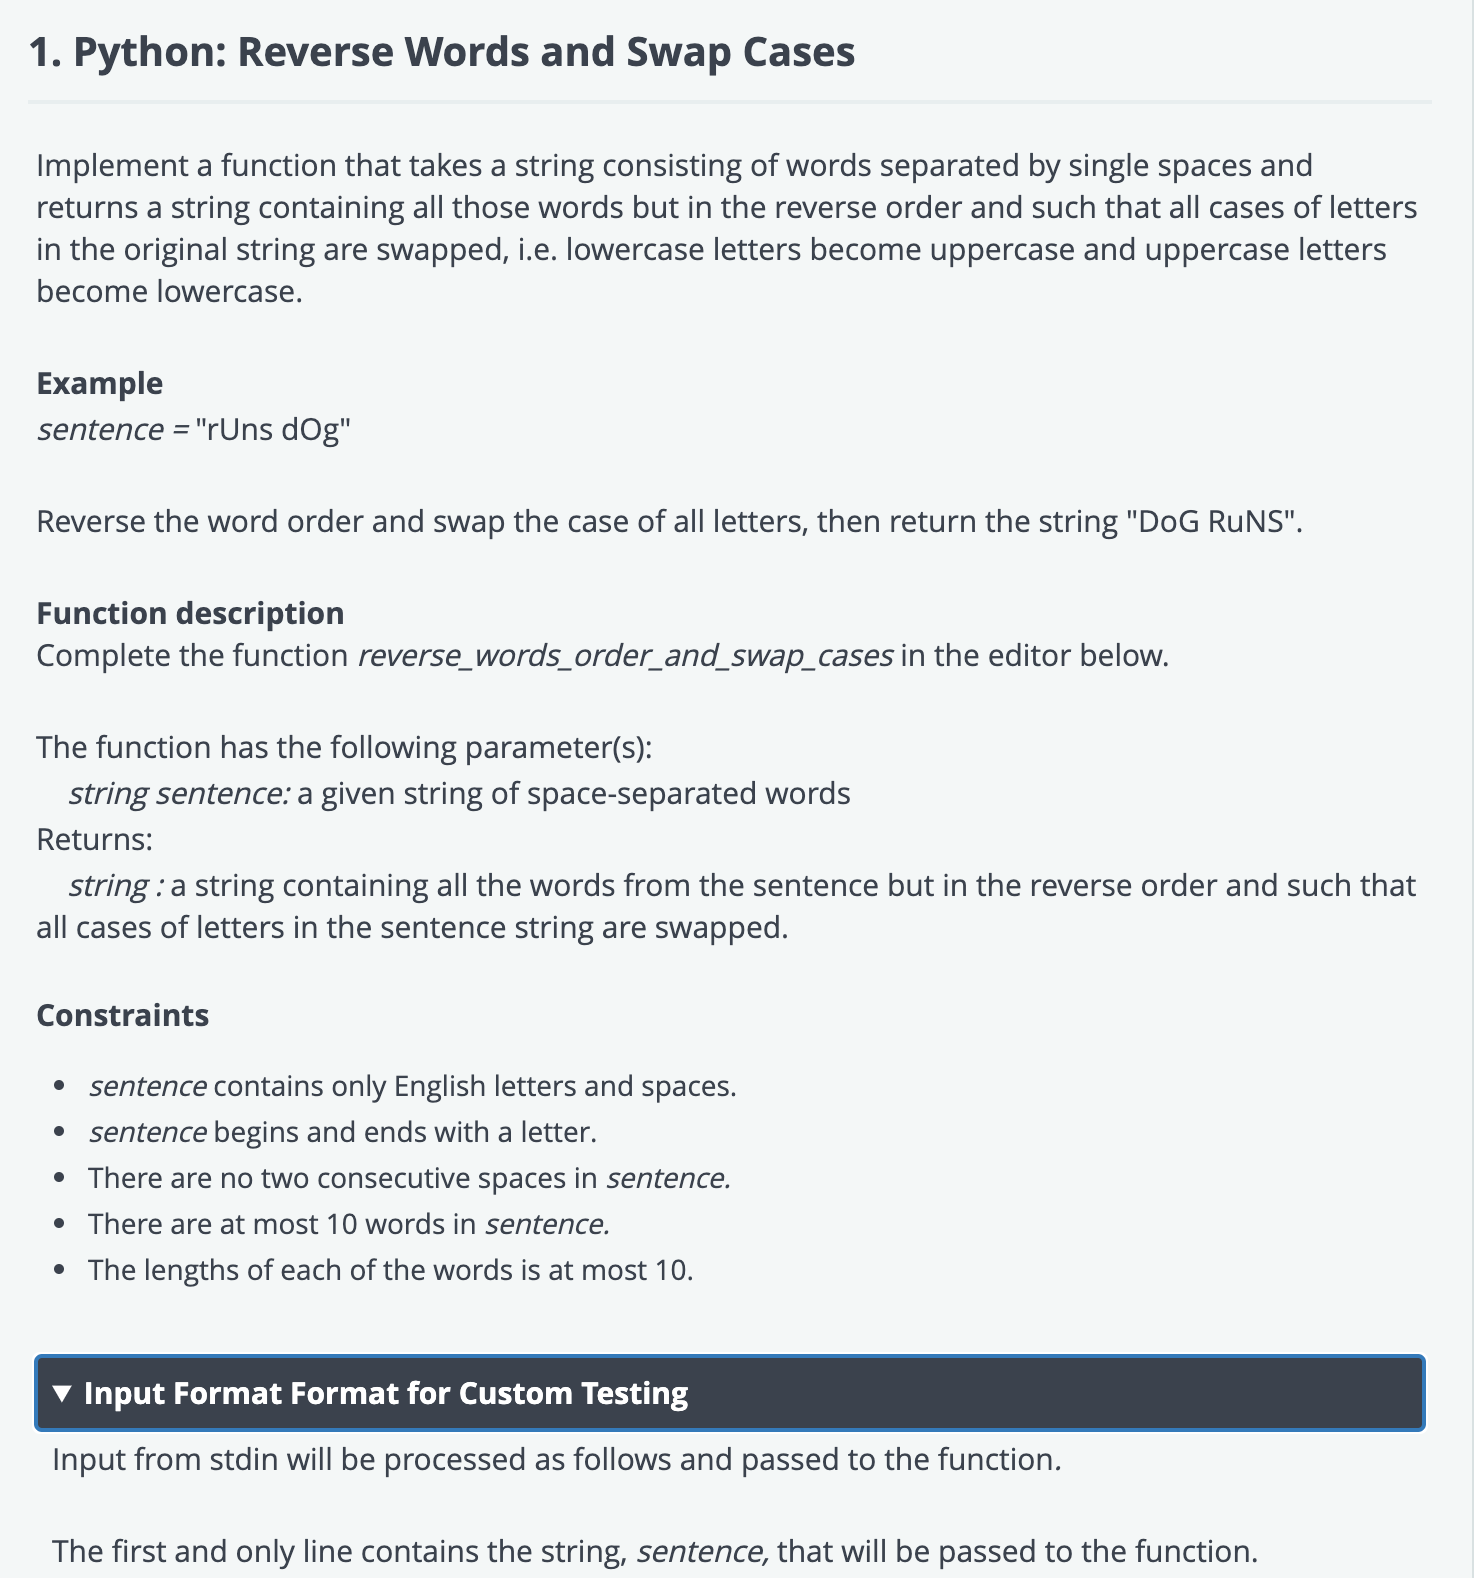 1. Python: Reverse Words and Swap Cases
Implement a function that takes a string consisting of words separated by single spaces and
returns a string containing all those words but in the reverse order and such that all cases of letters
in the original string are swapped, i.e. lowercase letters become uppercase and uppercase letters
become lowercase.
Example
sentence = "rUns dOg"
Reverse the word order and swap the case of all letters, then return the string "DoG RuNS".
Function description
Complete the function reverse_words_order_and_swap_cases in the editor below.
The function has the following parameter(s):
string sentence: a given string of space-separated words
Returns:
string : a string containing all the words from the sentence but in the reverse order and such that
all cases of letters in the sentence string are swapped.
Constraints
• sentence contains only English letters and spaces.
• sentence begins and ends with a letter.
• There are no two consecutive spaces in sentence.
• There are at most 10 words in sentence.
• The lengths of each of the words is at most 10.
▼ Input Format Format for Custom Testing
Input from stdin will be processed as follows and passed to the function.
The first and only line contains the string, sentence, that will be passed to the function.